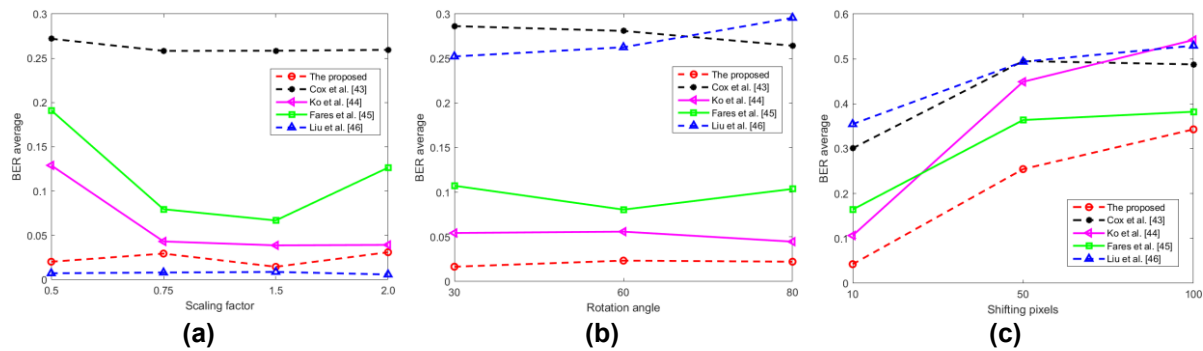 0.3
0.25
0.2
0.15
0.1
0.05
0
BER average
The proposed
Cox et al. [43]
Ko et al. [44]
Fares et al. [45]
Liu et al. [46]
0.5
0.75
1.5
2.0
Scaling factor
(a)
0.3
0.25
0.2
0.15
0.1
0.05
0
BER average
The proposed
Cox et al. [43]
Ko et al. [44]
Fares et al. [45]
Liu et al. [46]
30
60
80
Rotation angle
(b)
0.6
0.5
0.4
0.3
0.2
0.1
0
BER average
The proposed
Cox et al. [43]
Ko et al. [44]
Fares et al. [45]
Liu et al. [46]
10
50
100
Shifting pixels
(c)